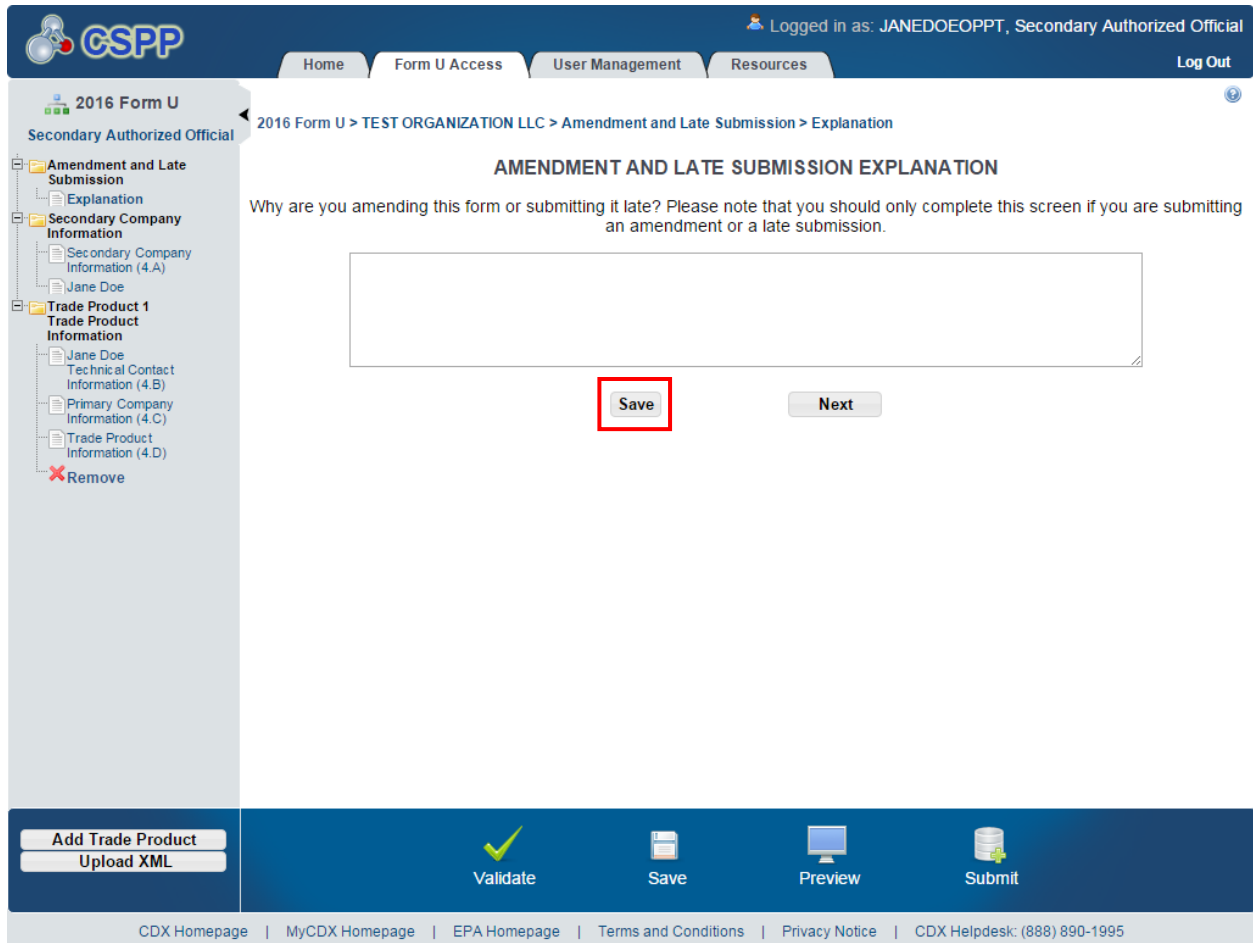 CSPP
Logged in as: JANEDOEOPPT, Secondary Authorized Official
Home Form U Access User Management Resources Log Out
2016 Form U
Secondary Authorized Official
Amendment and Late
Submission
Explanation
Secondary Company
Information
Secondary Company
Information (4.A)
Jane Doe
Trade Product 1
Trade Product
Information
Jane Doe
Technical Contact
Information (4.B)
Primary Company
Information (4.C)
Trade Product
Information (4.D)
Remove
2016 Form U > TEST ORGANIZATION LLC > Amendment and Late Submission > Explanation
AMENDMENT AND LATE SUBMISSION EXPLANATION
Why are you amending this form or submitting it late? Please note that you should only complete this screen if you are submitting
an amendment or a late submission.
Save Next
Add Trade Product
Upload XML
Validate Save Preview Submit
CDX Homepage | MyCDX Homepage | EPA Homepage | Terms and Conditions | Privacy Notice | CDX Helpdesk: (888) 890-1995